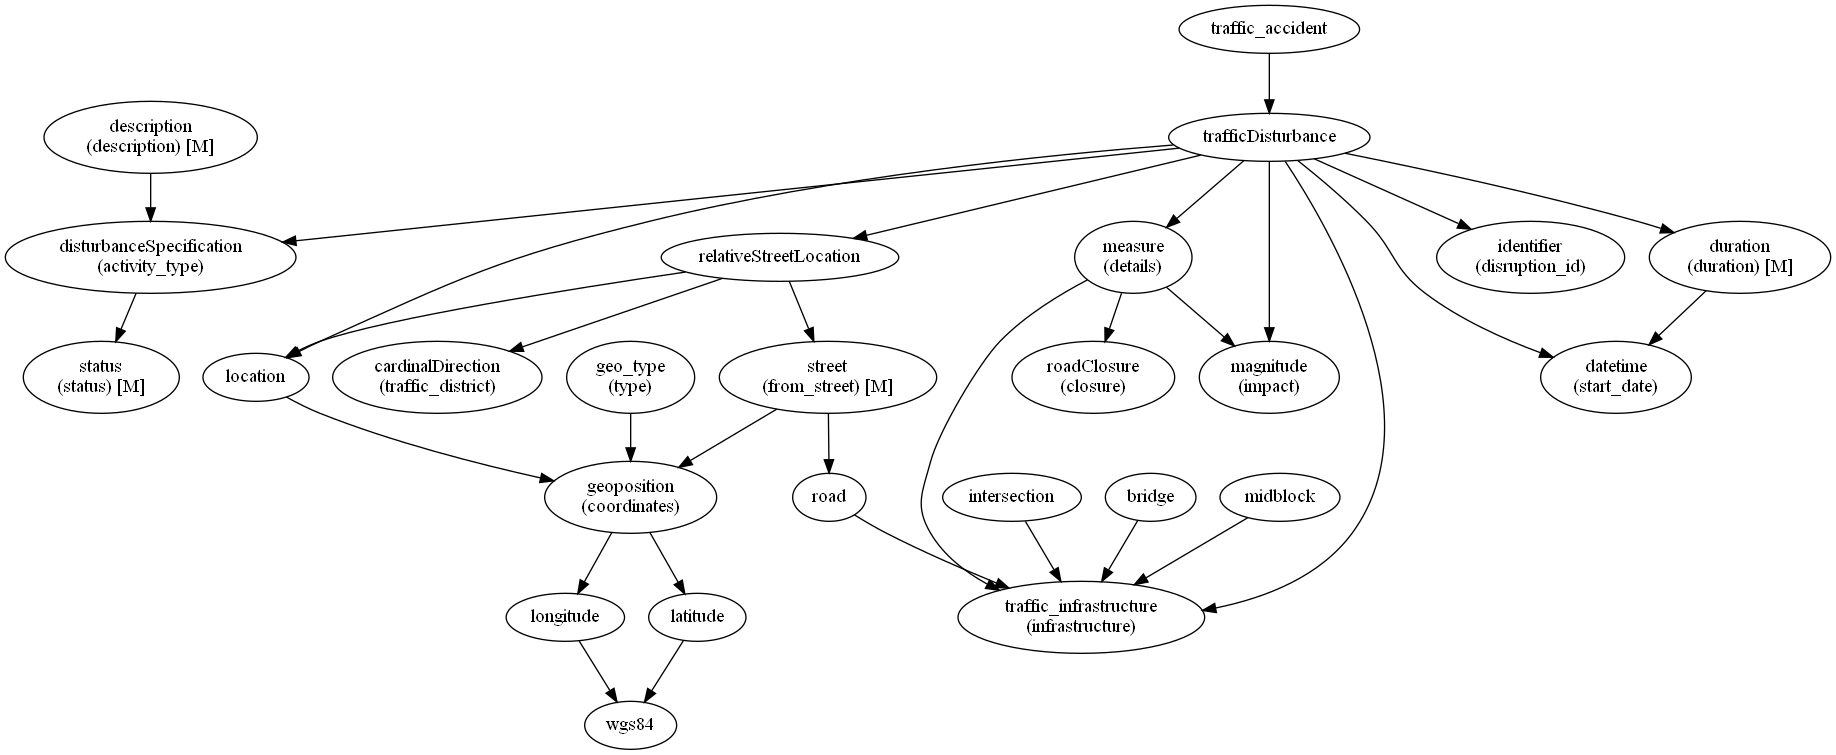 traffic_accident
description
(description) [M]
trafficDisturbance
disturbanceSpecification
(activity_type)
relativeStreetLocation
measure
(details)
identifier
(disruption_id)
duration
(duration) [M]
status
(status) [M]
location
cardinalDirection
(traffic_district)
geo_type
(type)
street
(from_street) [M]
roadClosure
(closure)
magnitude
(impact)
datetime
(start_date)
geoposition
(coordinates)
road
intersection
bridge
midblock
longitude
latitude
traffic_infrastructure
(infrastructure)
wgs84